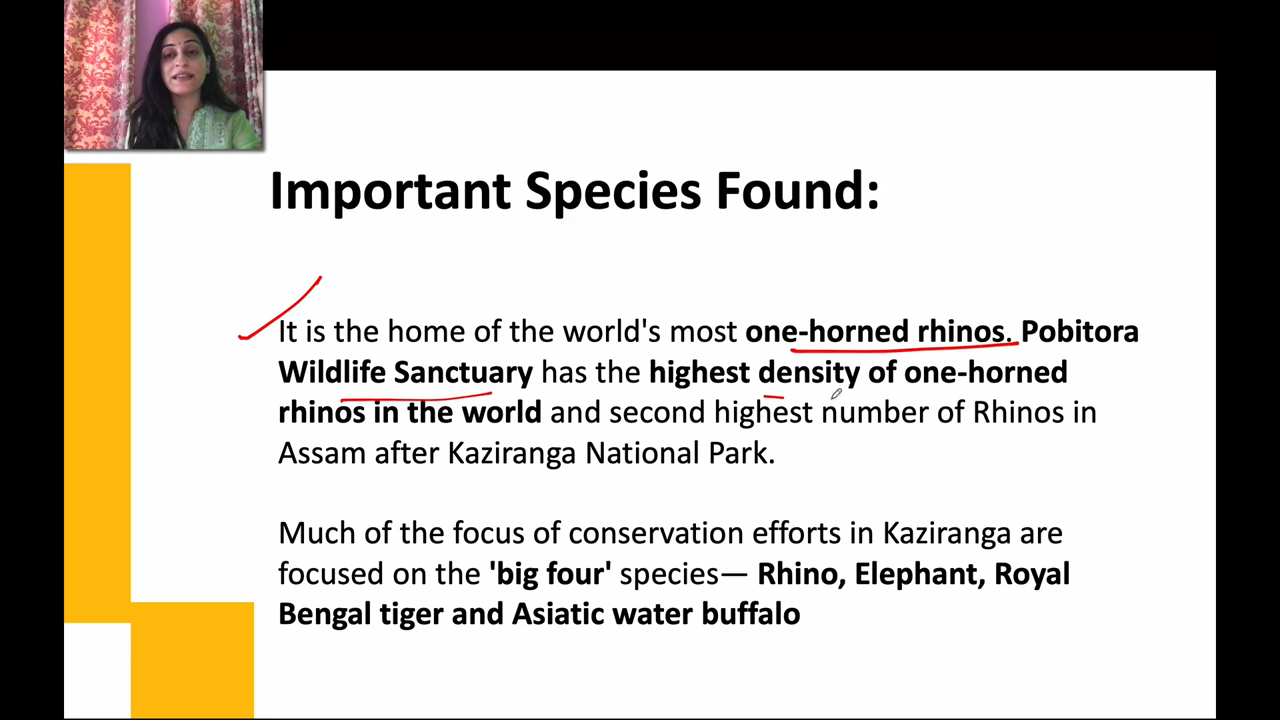 Important Species Found:
It is the home of the world's most one-horned rhinos. Pobitora
Wildlife Sanctuary has the highest density of one-horned
rhinos in the world and second highest number of Rhinos in
Assam after Kaziranga National Park.
Much of the focus of conservation efforts in Kaziranga are
focused on the 'big four' species— Rhino, Elephant, Royal
Bengal tiger and Asiatic water buffalo